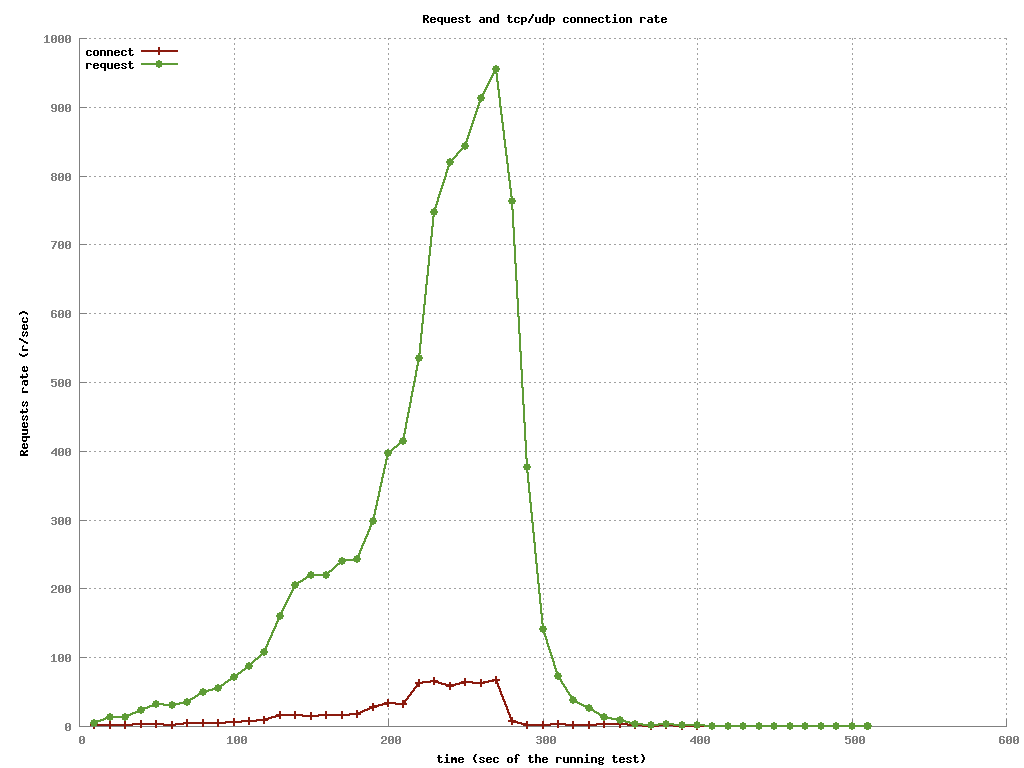 Request and tcp/udp connection rate
connect
request
1000
900
800
700
600
500
400
300
200
100
0
Requests rate (r/sec)
0 100 200 300 400 500 600
time (sec of the running test)